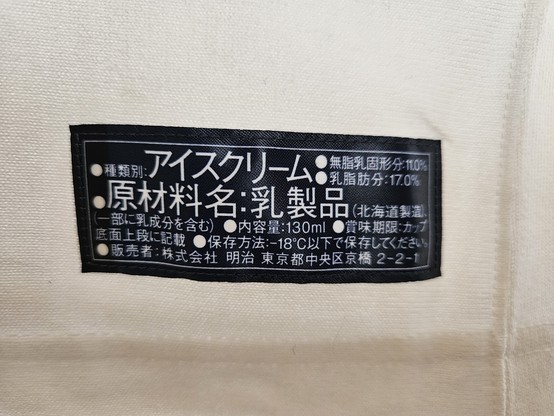 ●種類別:アイスクリーム●無脂乳固形分:11.0%
●乳脂肪分:17.0%
●原材料名:乳製品(北海道製造)
(一部に乳成分を含む)●内容量:130ml●賞味期限:カップ
底面上段に記載●保存方法:-18℃以下で保存してください。
●販売者:株式会社 明治 東京都中央区京橋 2-2-1